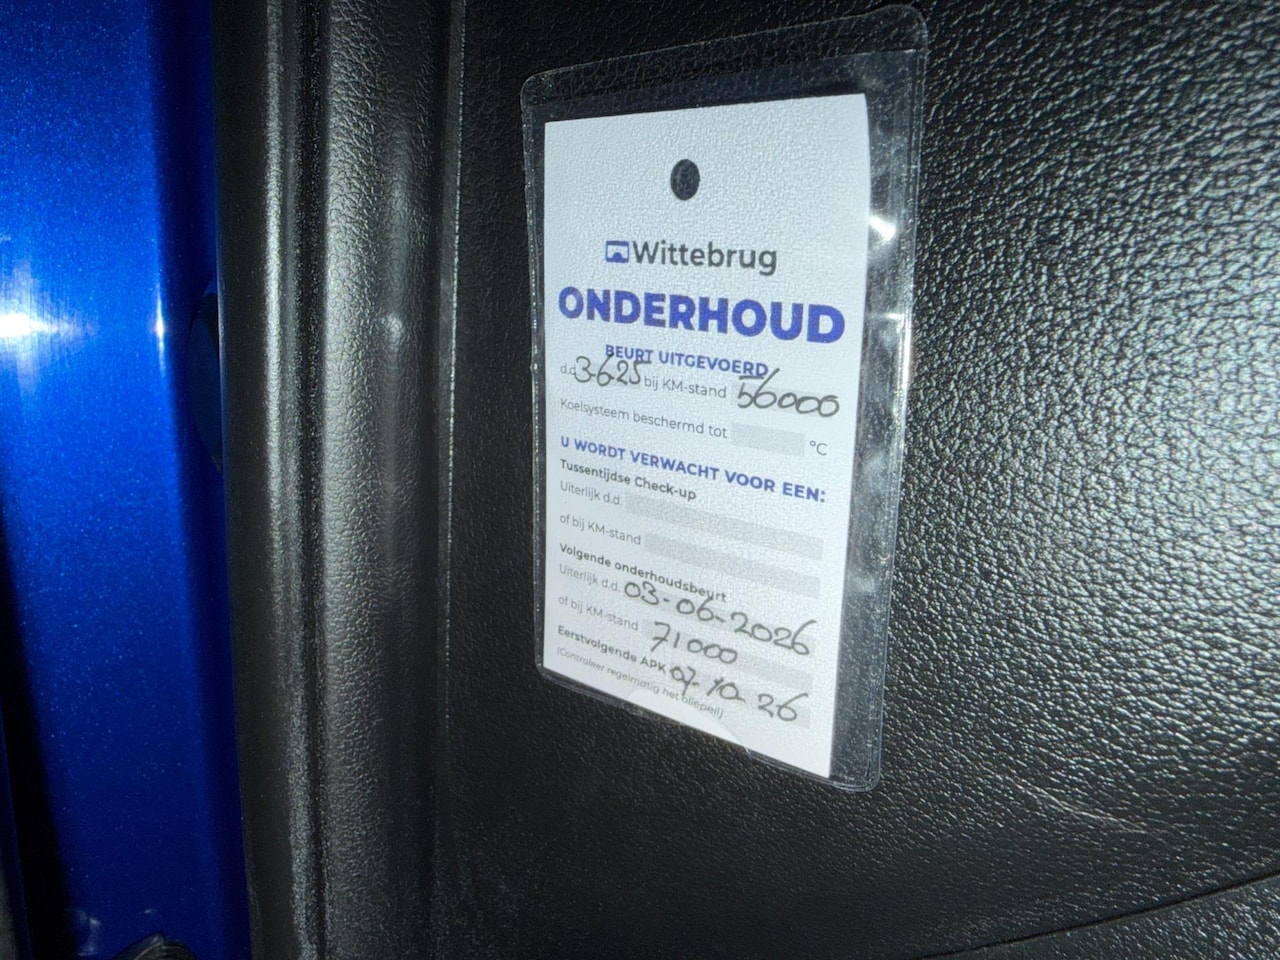 Wittebrug
ONDERHOUD
BEURT UITGEVOERD
d.d. 3-6-25 bij KM-stand 56000
Koelsysteem beschermd tot °C
U WORDT VERWACHT VOOR EEN:
Tussentijdse Check-up
Uiterlijk d.d.
of bij KM-stand
Volgende onderhoudsbeurt
Uiterlijk d.d. 03-06-2026
of bij KM-stand 71000
Eerstvolgende APK 07-10-26
(Controleer regelmatig het oliepeil)